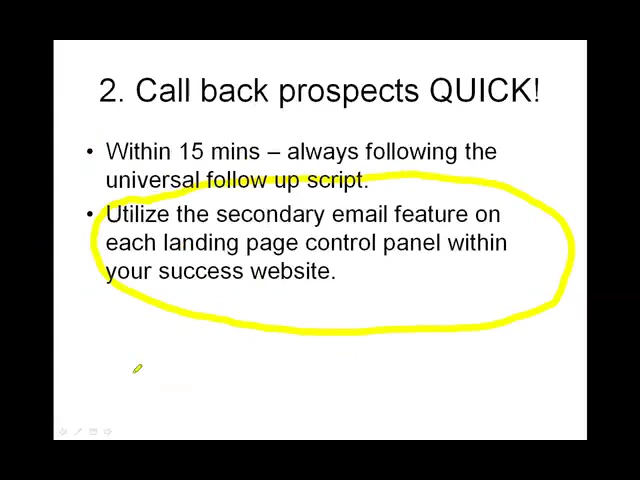 2. Call back prospects QUICK!
• Within 15 mins – always following the
universal follow up script.
• Utilize the secondary email feature on
each landing page control panel within
your success website.